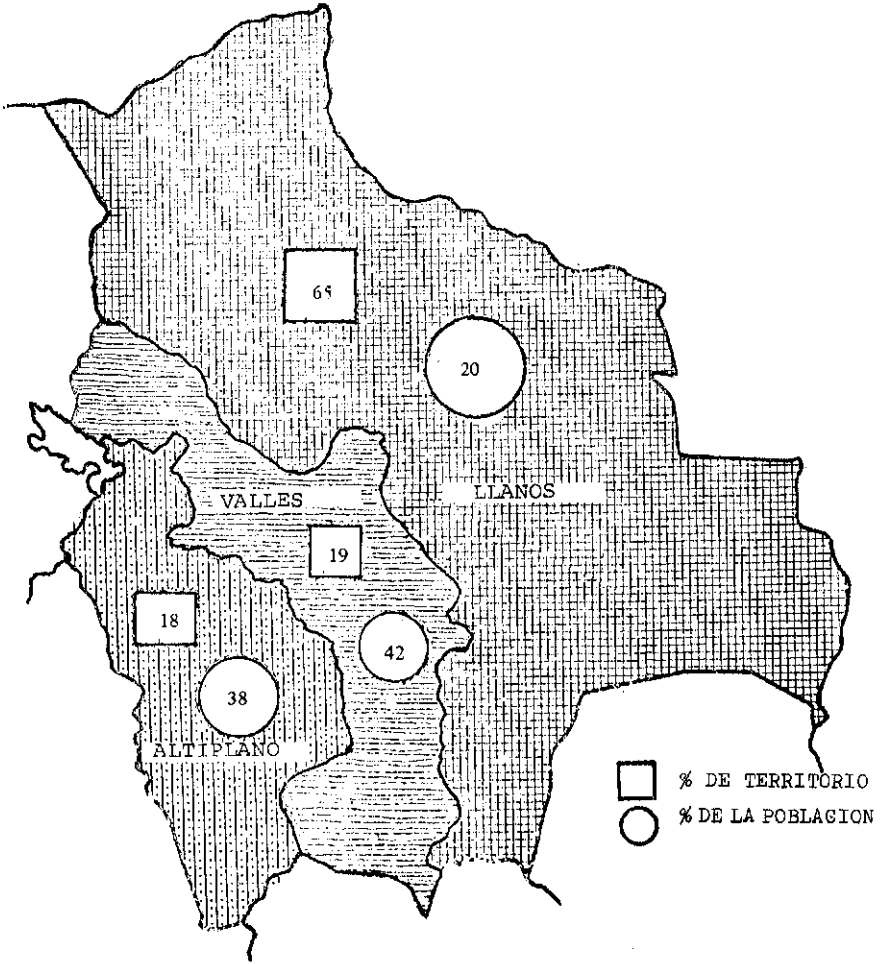 65
20
VALLES
LLANOS
19
18
42
38
ALTIPLANO
% DE TERRITORIO
% DE LA POBLACION